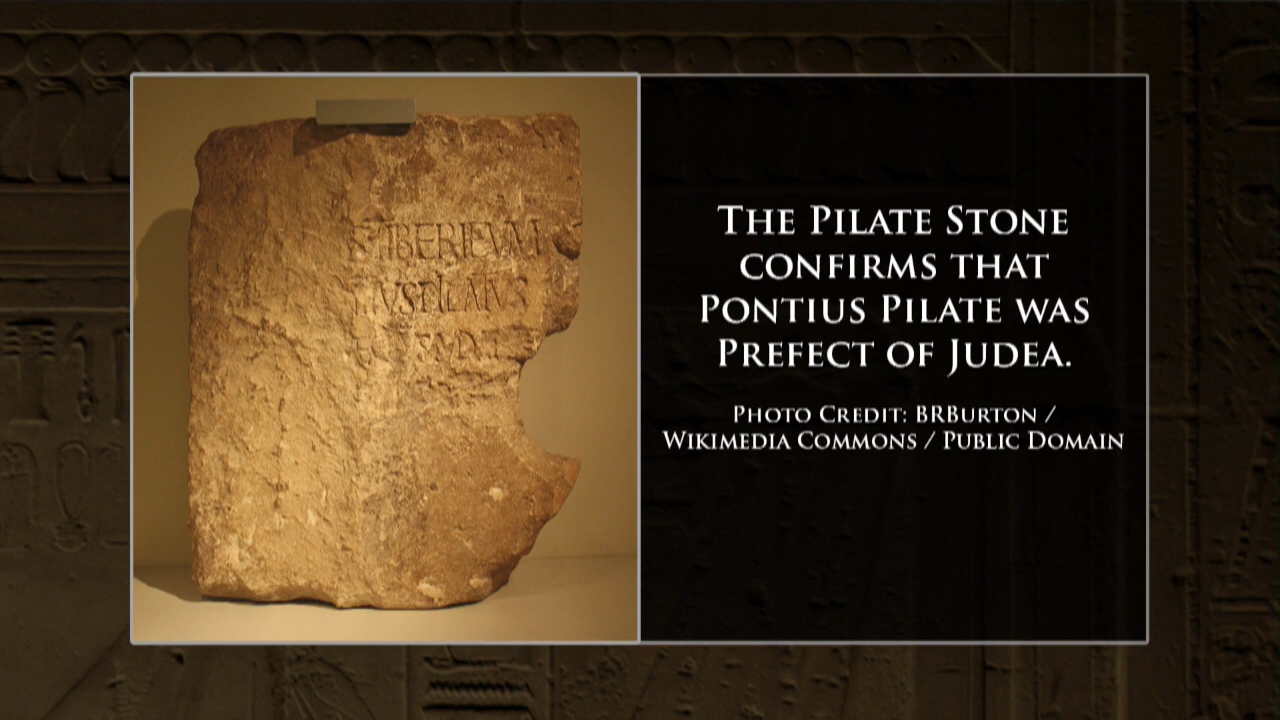 S TIBERIEVM
TIVSPILATVS
THE PILATE STONE
CONFIRMS THAT
PONTIUS PILATE WAS
PREFECT OF JUDEA.
PHOTO CREDIT: BRBURTON /
WIKIMEDIA COMMONS / PUBLIC DOMAIN